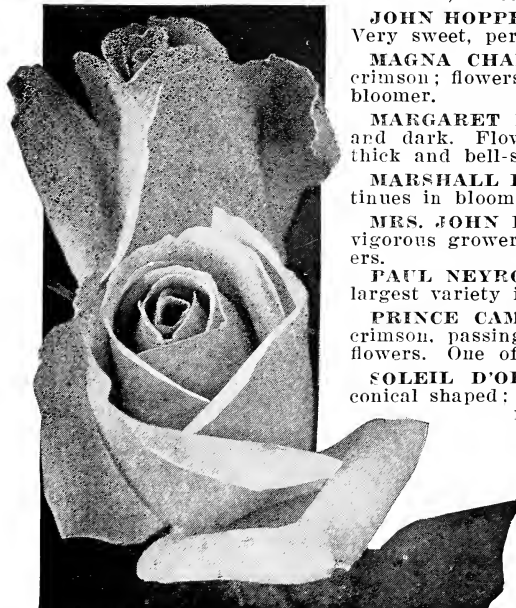 JOHN HOPPE
Very sweet, per
MAGNA CHA
crimson; flowers
bloomer.
MARGARET
and dark. Flow
thick and bell-s
MARSHALL
tinues in bloom
MRS. JOHN
vigorous grower
ers.
PAUL NEYRO
largest variety i
PRINCE CAM
crimson, passing
flowers. One of
SOLEIL D'O
conical shaped;